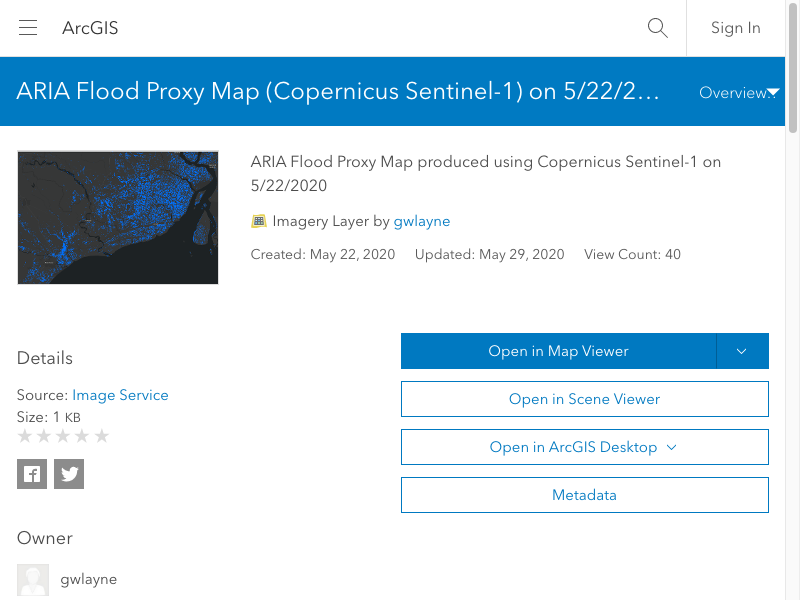 ArcGIS
Sign In
ARIA Flood Proxy Map (Copernicus Sentinel-1) on 5/22/2...
Overview...
ARIA Flood Proxy Map produced using Copernicus Sentinel-1 on
5/22/2020
Imagery Layer by gwlayne
Created: May 22, 2020 Updated: May 29, 2020 View Count: 40
Details
Source: Image Service
Size: 1 KB
Open in Map Viewer
Open in Scene Viewer
Open in ArcGIS Desktop
Metadata
Owner
gwlayne